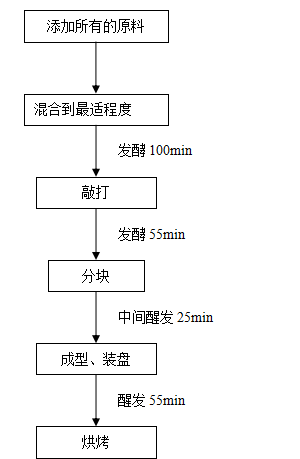 添加所有的原料
混合到最适程度
发酵 100min
敲打
发酵 55min
分块
中间醒发 25min
成型、装盘
醒发 55min
烘烤